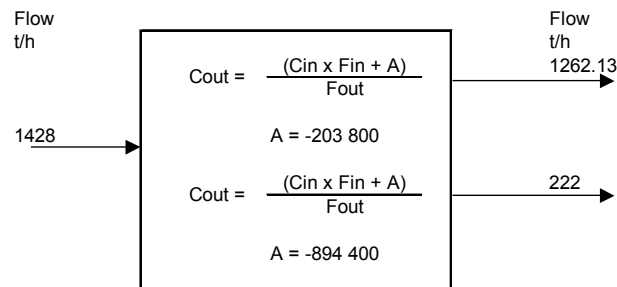 Flow
t/h
Flow
t/h
1262.13
Cout = (Cin x Fin + A)
Fout
A = -203 800
1428
Cout = (Cin x Fin + A)
Fout
222
A = -894 400